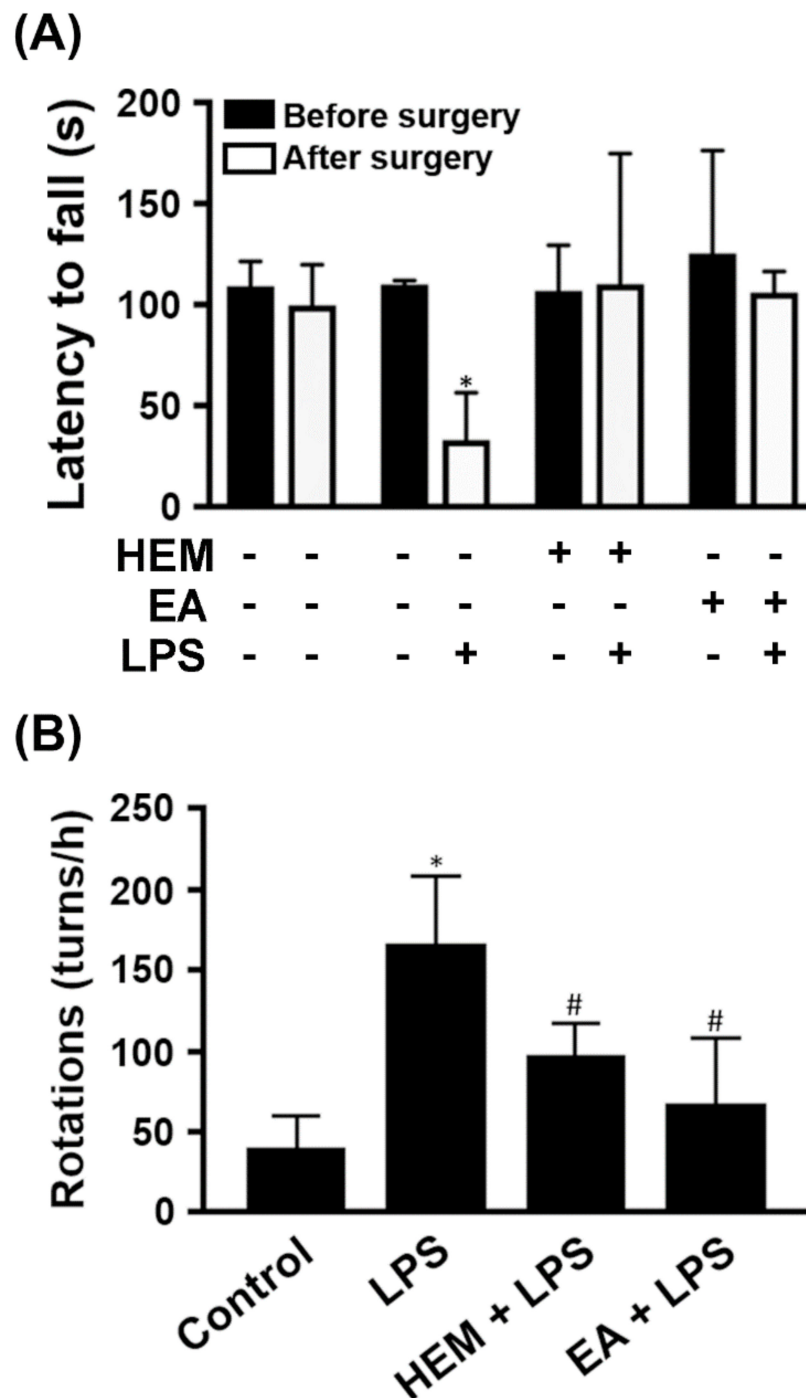 (A)
Latency to fall (s)
200
150
100
50
0
Before surgery
After surgery
*
HEM - - - - + + - -
EA - - - - - - + +
LPS - - - + - + - +
(B)
Rotations (turns/h)
250
200
150
100
50
0
*
#
#
Control
LPS
HEM + LPS
EA + LPS